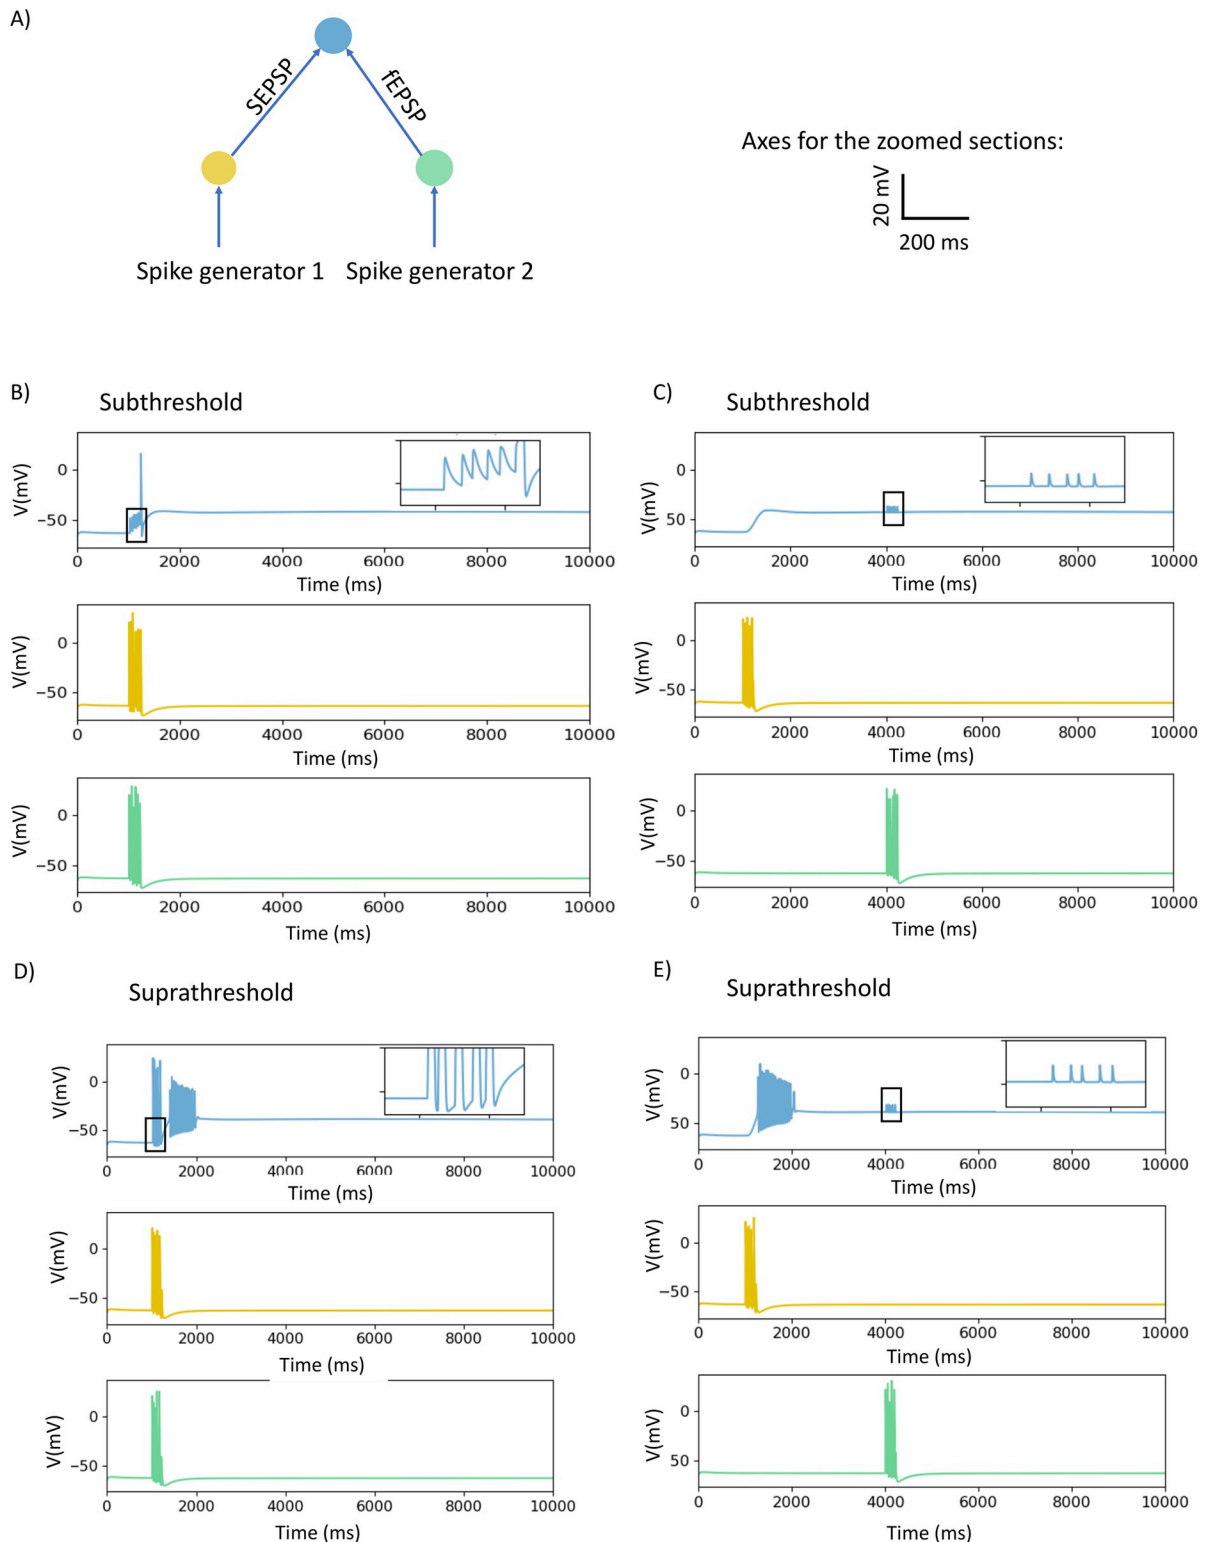 A)
SEPSP
fEPSP
Spike generator 1
Spike generator 2
Axes for the zoomed sections:
20 mV
200 ms
B)
Subthreshold
V(mV)
0
−50
0 2000 4000 6000 8000 10000
Time (ms)
V(mV)
0
−50
0 2000 4000 6000 8000 10000
Time (ms)
V(mV)
0
−50
0 2000 4000 6000 8000 10000
Time (ms)
C)
Subthreshold
V(mV)
0
50
0 2000 4000 6000 8000 10000
Time (ms)
V(mV)
0
−50
0 2000 4000 6000 8000 10000
Time (ms)
V(mV)
0
−50
0 2000 4000 6000 8000 10000
Time (ms)
D)
Suprathreshold
V(mV)
0
−50
0 2000 4000 6000 8000 10000
Time (ms)
V(mV)
0
−50
0 2000 4000 6000 8000 10000
Time (ms)
V(mV)
0
−50
0 2000 4000 6000 8000 10000
Time (ms)
E)
Suprathreshold
V(mV)
0
50
0 2000 4000 6000 8000 10000
Time (ms)
V(mV)
0
−50
0 2000 4000 6000 8000 10000
Time (ms)
V(mV)
0
50
0 2000 4000 6000 8000 10000
Time (ms)